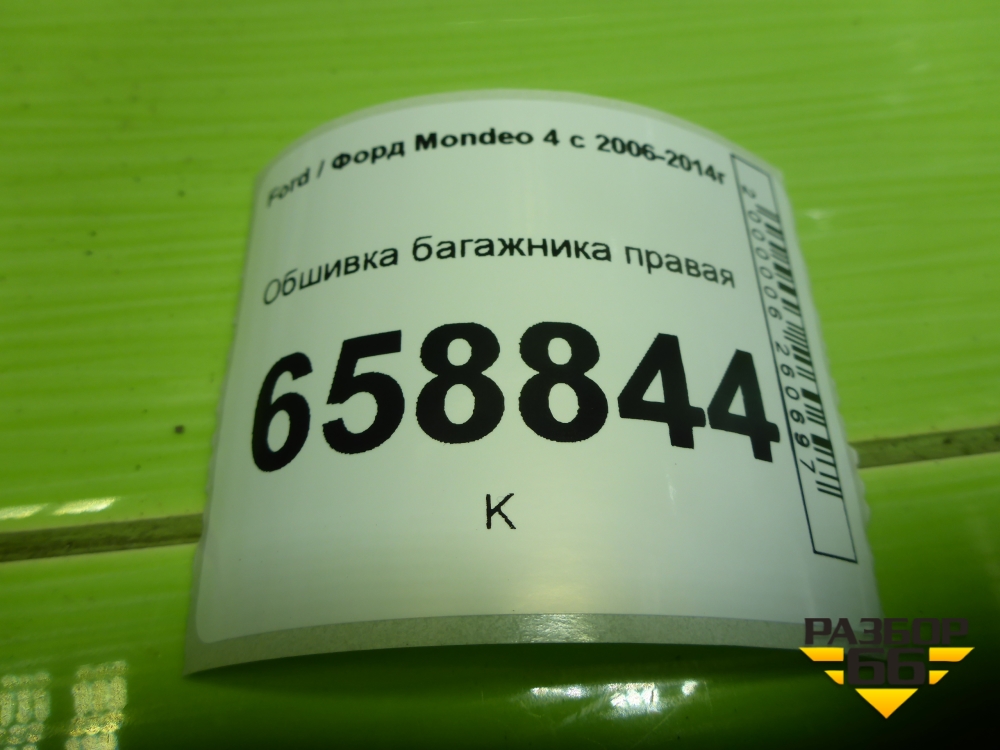 Ford / Форд Mondeo 4 с 2006-2014г
Обшивка багажника правая
658844
К
2000006260697
РАЗБОР
66